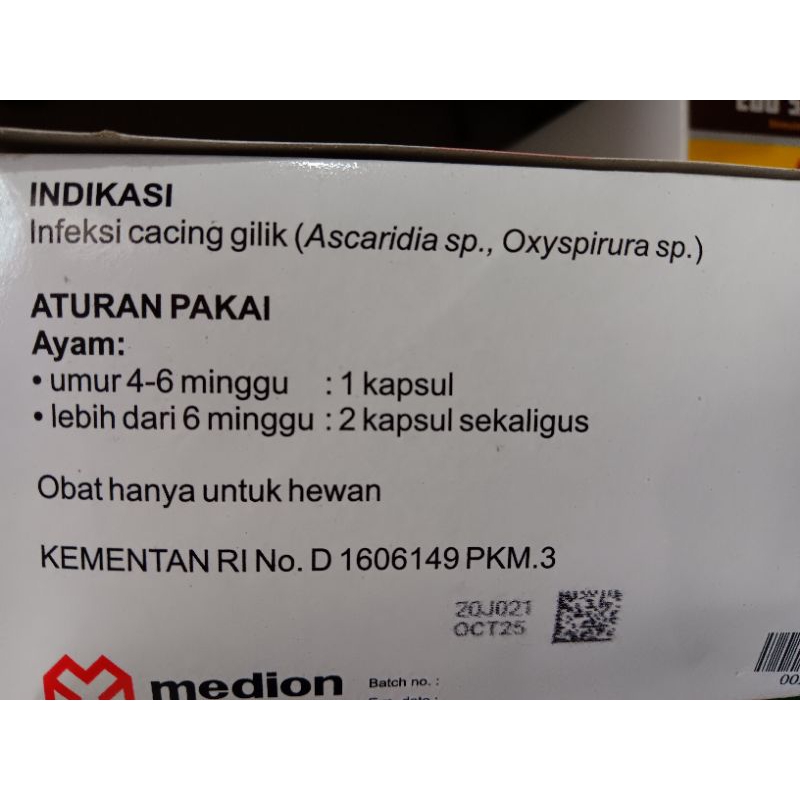 INDIKASI
Infeksi cacing gilik (Ascaridia sp., Oxyspirura sp.)
ATURAN PAKAI
Ayam:
• umur 4-6 minggu : 1 kapsul
• lebih dari 6 minggu : 2 kapsul sekaligus
Obat hanya untuk hewan
KEMENTAN RI No. D 1606149 PKM.3
Z0J021
OCT25
medion
Batch no. :